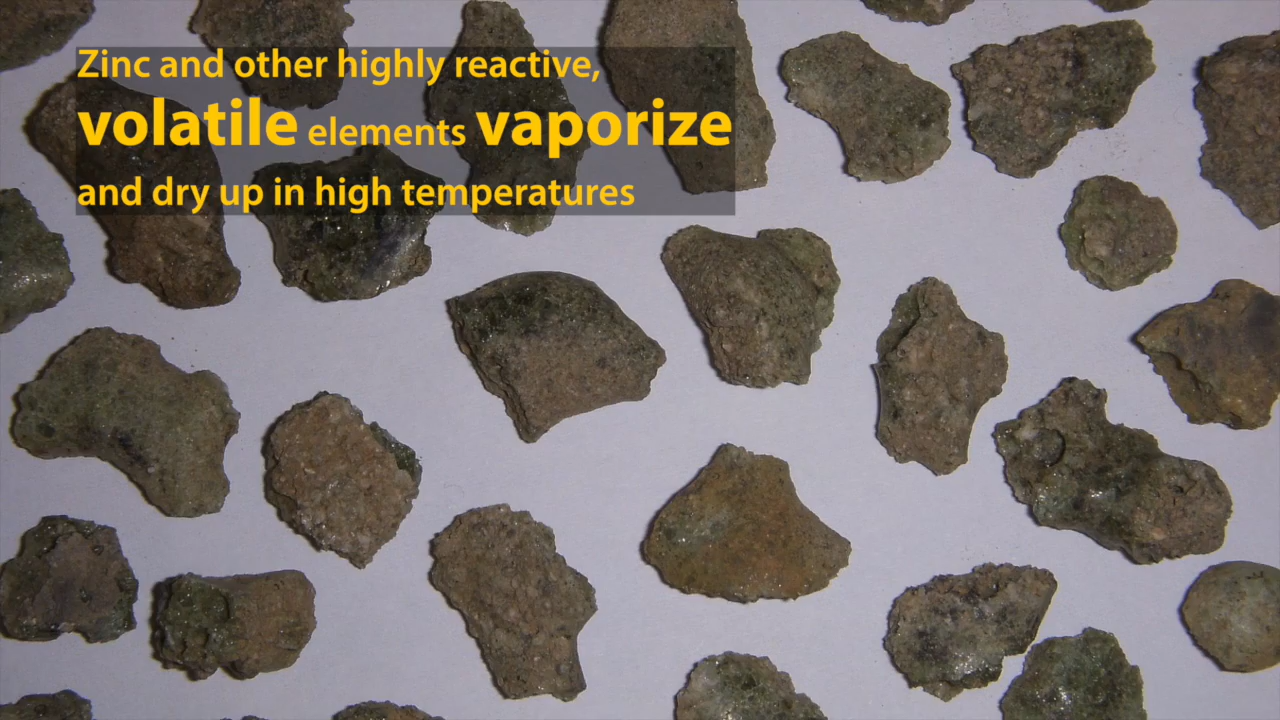 Zinc and other highly reactive,
volatile elements vaporize
and dry up in high temperatures